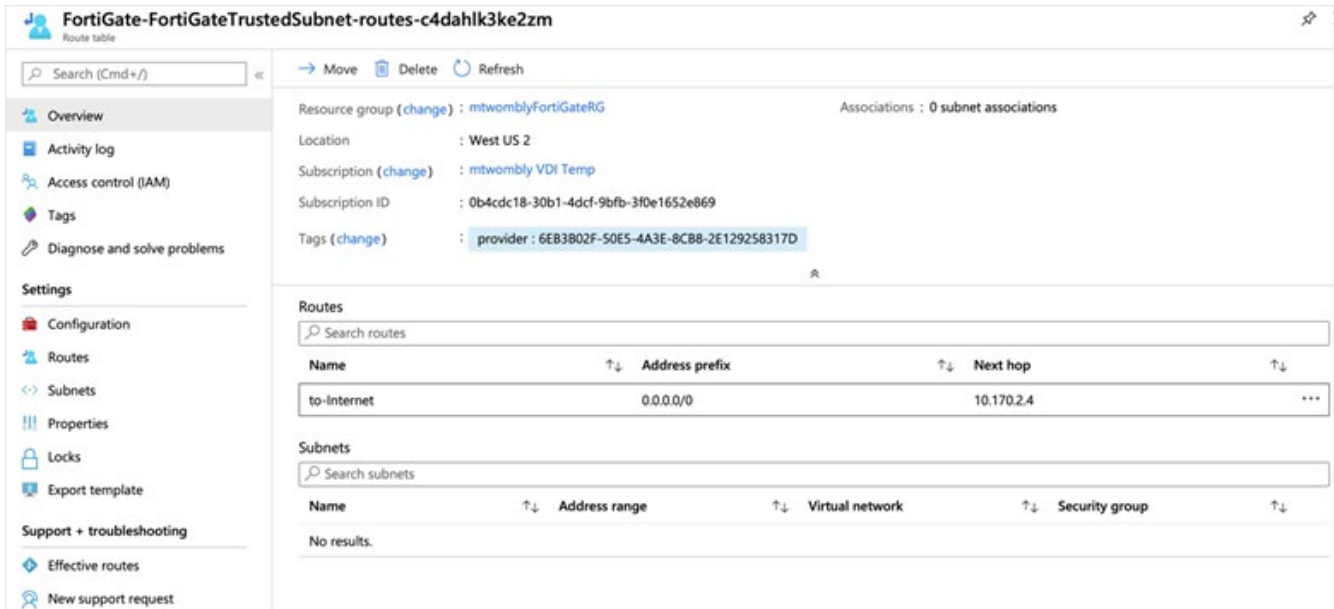 FortiGate-FortiGateTrustedSubnet-routes-c4dahlk3ke2zm
Route table
Search (Cmd+/)
«
Move Delete Refresh
Overview
Activity log
Access control (IAM)
Tags
Diagnose and solve problems
Settings
Configuration
Routes
Subnets
Properties
Locks
Export template
Support + troubleshooting
Effective routes
New support request
Resource group (change) : mtwomblyFortiGateRG
Associations : 0 subnet associations
Location : West US 2
Subscription (change) : mtwombly VDI Temp
Subscription ID : 0b4cdc18-30b1-4dcf-9bfb-3f0e1652e869
Tags (change) : provider : 6EB3B02F-50E5-4A3E-8CB8-2E129258317D
Routes
Search routes
Name Address prefix Next hop
to-Internet 0.0.0.0/0 10.170.2.4 ...
Subnets
Search subnets
Name Address range Virtual network Security group
No results.